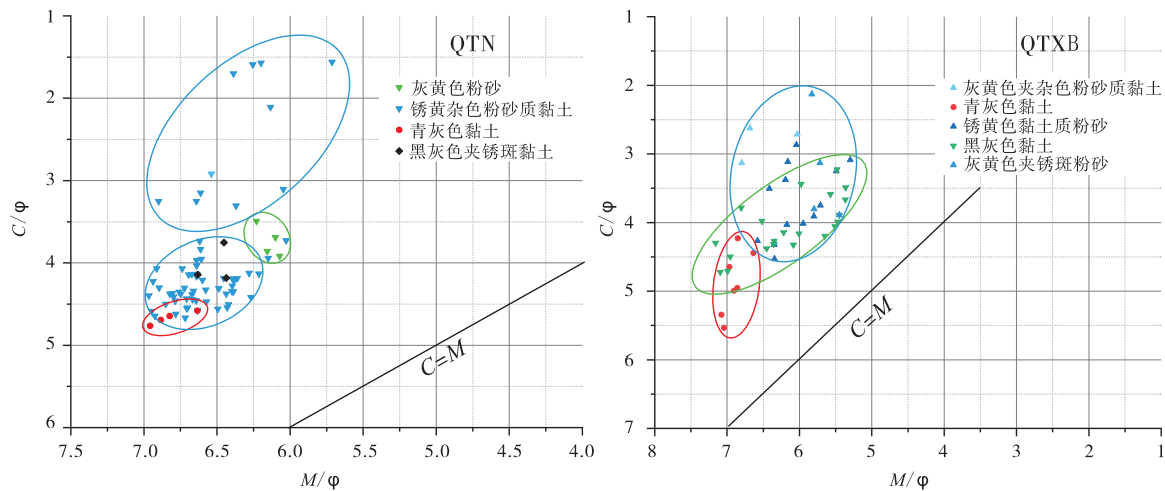 QTN
灰黄色粉砂
锈黄杂色粉砂质黏土
青灰色黏土
黑灰色夹锈斑黏土
C=M
C/φ
1
2
3
4
5
6
7.5 7.0 6.5 6.0 5.5 5.0 4.5 4.0
M/φ
QTXB
灰黄色夹杂色粉砂质黏土
青灰色黏土
锈黄色黏土质粉砂
黑灰色黏土
灰黄色夹锈斑粉砂
C=M
C/φ
1
2
3
4
5
6
7
8 7 6 5 4 3 2 1
M/φ